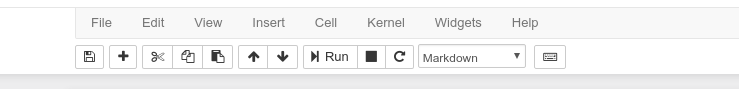 File Edit View Insert Cell Kernel Widgets Help
Run Markdown